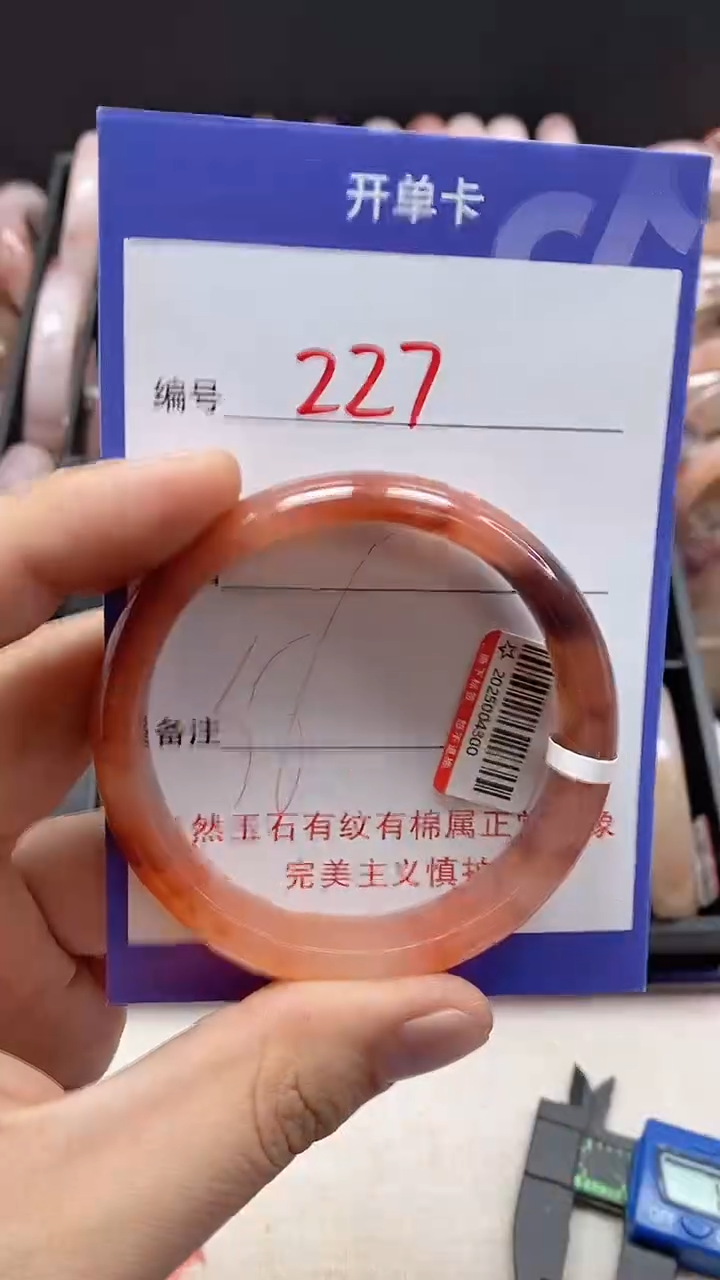 开单卡
编号 227
备注
2025004300
然玉石有纹有棉属正
完美主义慎